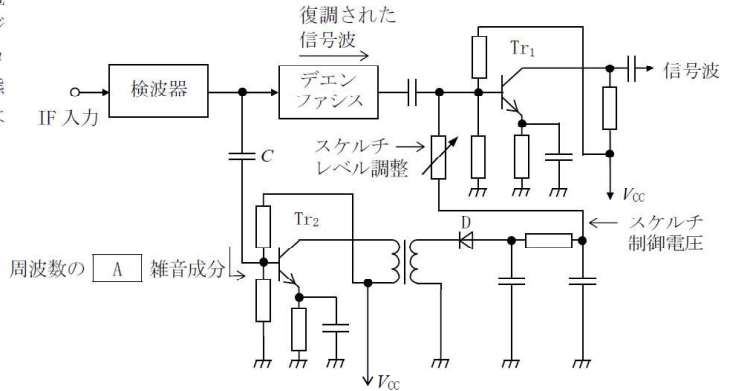 復調された
信号波
Tr1
検波器
デエン
ファシス
信号波
IF 入力
C
スケルチ
レベル調整
VCC
Tr2
D
スケルチ
制御電圧
周波数の A 雑音成分
VCC